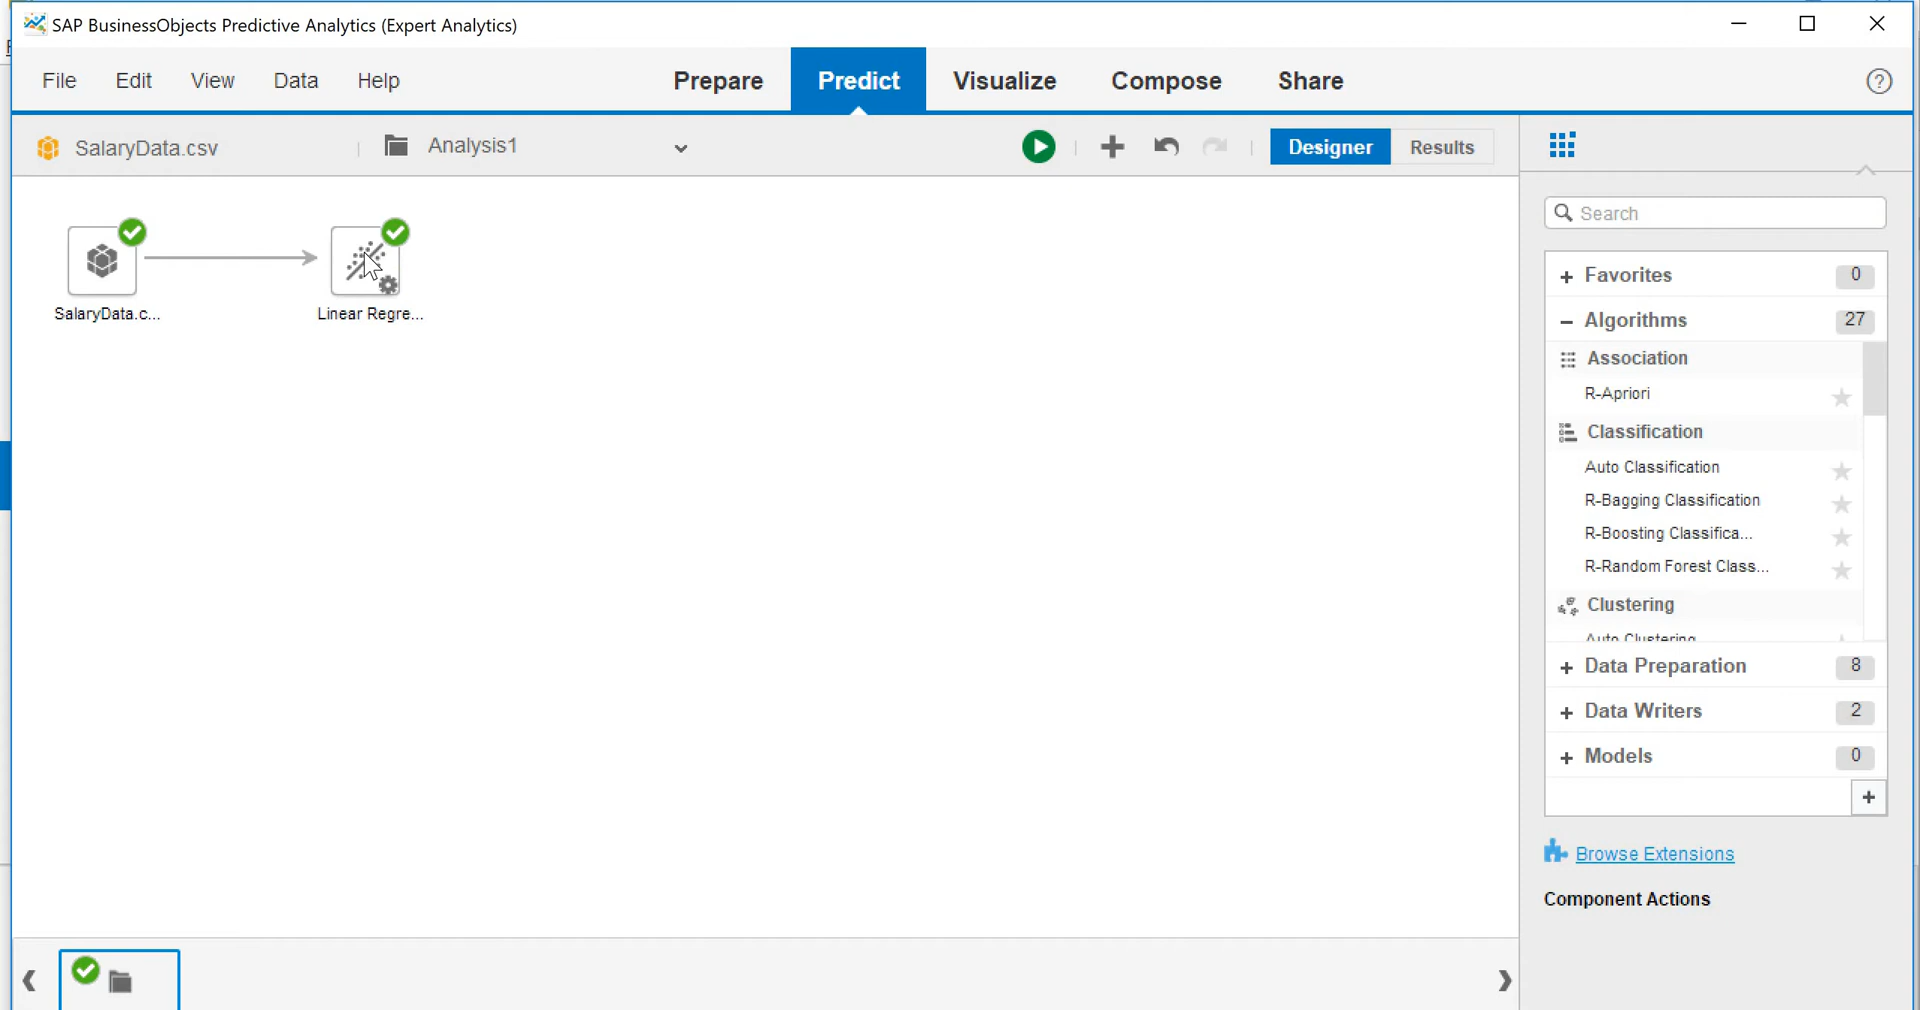 SAP BusinessObjects Predictive Analytics (Expert Analytics)
File Edit View Data Help Prepare Predict Visualize Compose Share ?
SalaryData.csv Analysis1 Designer Results
SalaryData.c... Linear Regre...
Search
+ Favorites 0
− Algorithms 27
Association
R-Apriori
Classification
Auto Classification
R-Bagging Classification
R-Boosting Classifica...
R-Random Forest Class...
Clustering
Auto Clustering
+ Data Preparation 8
+ Data Writers 2
+ Models 0
+
Browse Extensions
Component Actions